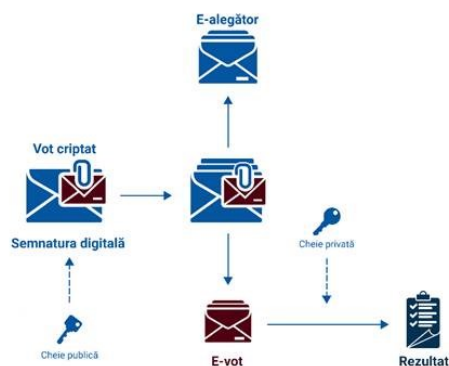 E-alegător
Vot criptat
Semnatura digitală
Cheie privată
Cheie publică
E-vot
Rezultat